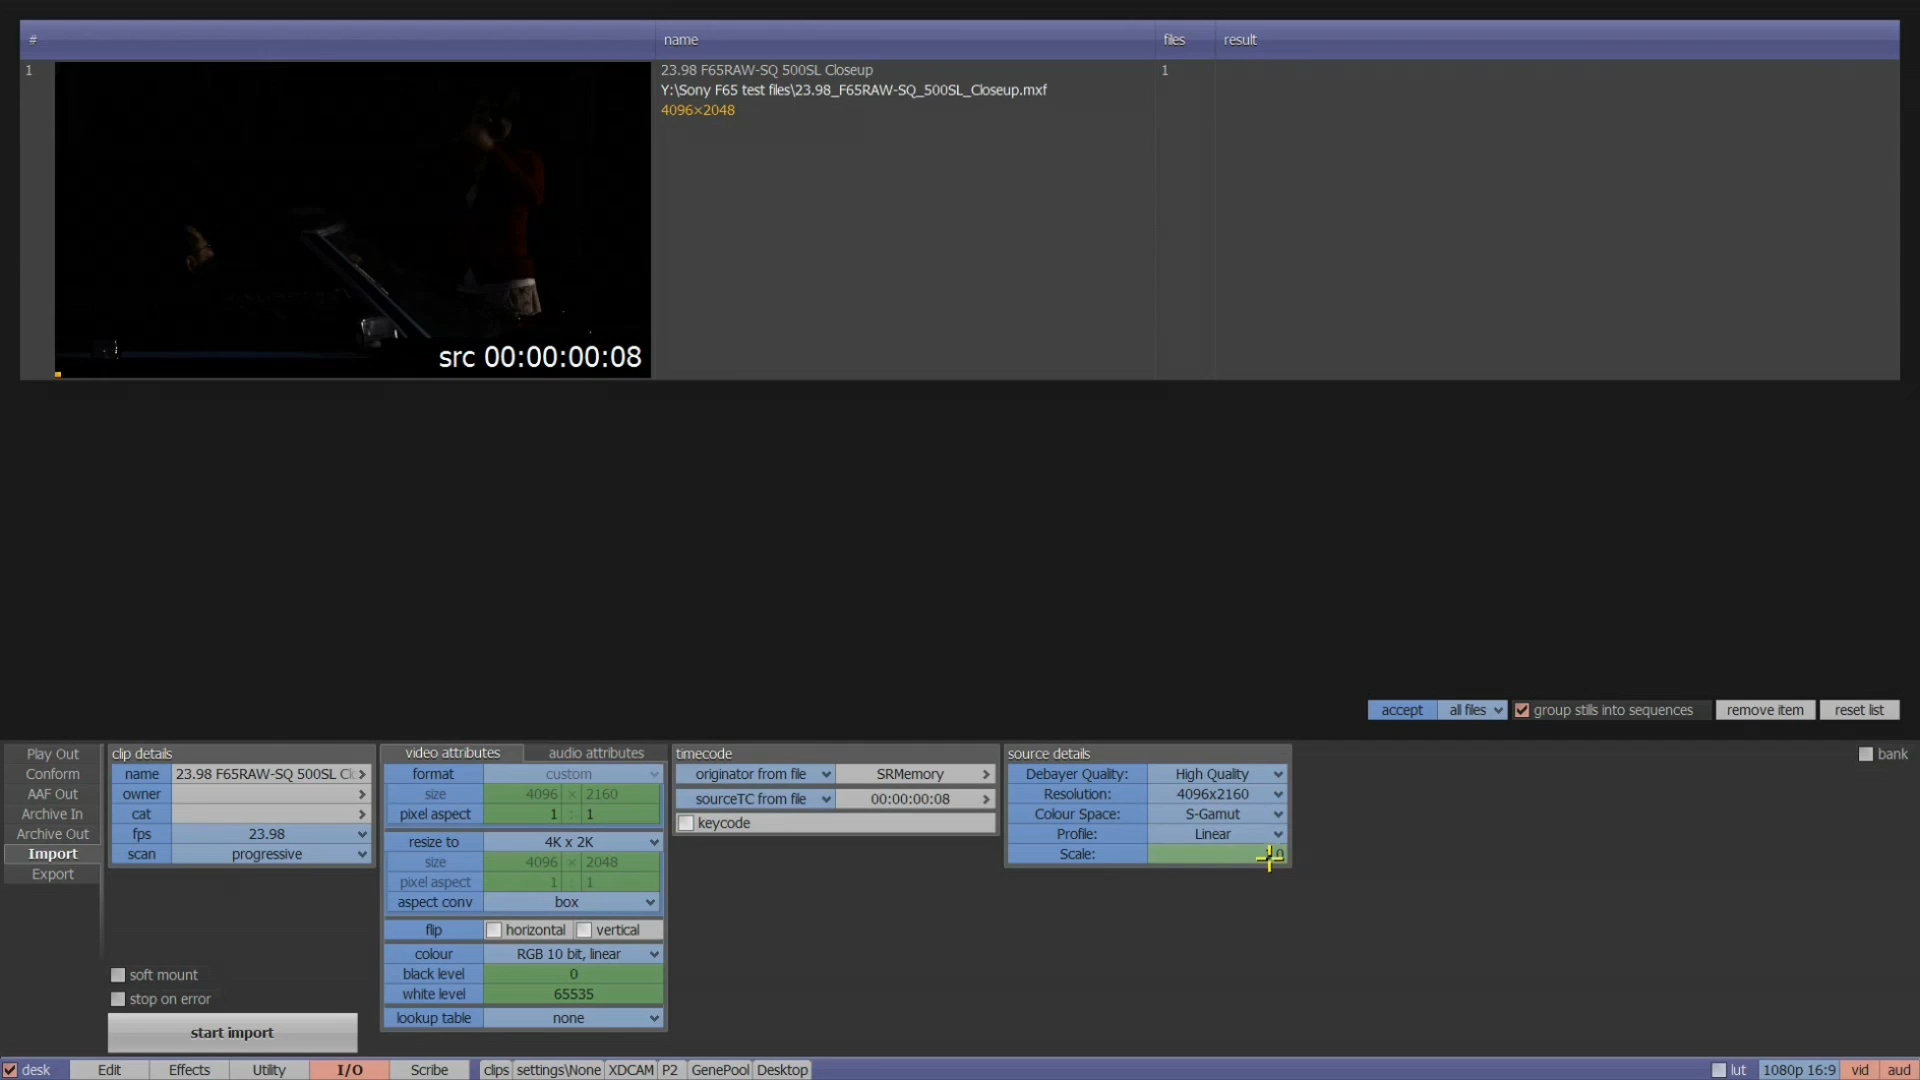 # name files result
1 23.98 F65RAW-SQ 500SL Closeup 1
Y:\Sony F65 test files\23.98_F65RAW-SQ_500SL_Closeup.mxf
4096×2048
src 00:00:00:08
accept all files group stills into sequences remove item reset list
Play Out
Conform
AAF Out
Archive In
Archive Out
Import
Export
clip details
name 23.98 F65RAW-SQ 500SL Cl
owner
cat
fps 23.98
scan progressive
soft mount
stop on error
start import
video attributes audio attributes
format custom
size 4096 × 2160
pixel aspect 1 : 1
resize to 4K x 2K
size 4096 × 2048
pixel aspect 1 : 1
aspect conv box
flip horizontal vertical
colour RGB 10 bit, linear
black level 0
white level 65535
lookup table none
timecode
originator from file SRMemory
sourceTC from file 00:00:00:08
keycode
source details
Debayer Quality: High Quality
Resolution: 4096x2160
Colour Space: S-Gamut
Profile: Linear
Scale:
bank
desk Edit Effects Utility I/O Scribe clips settings\None XDCAM P2 GenePool Desktop lut 1080p 16:9 vid aud